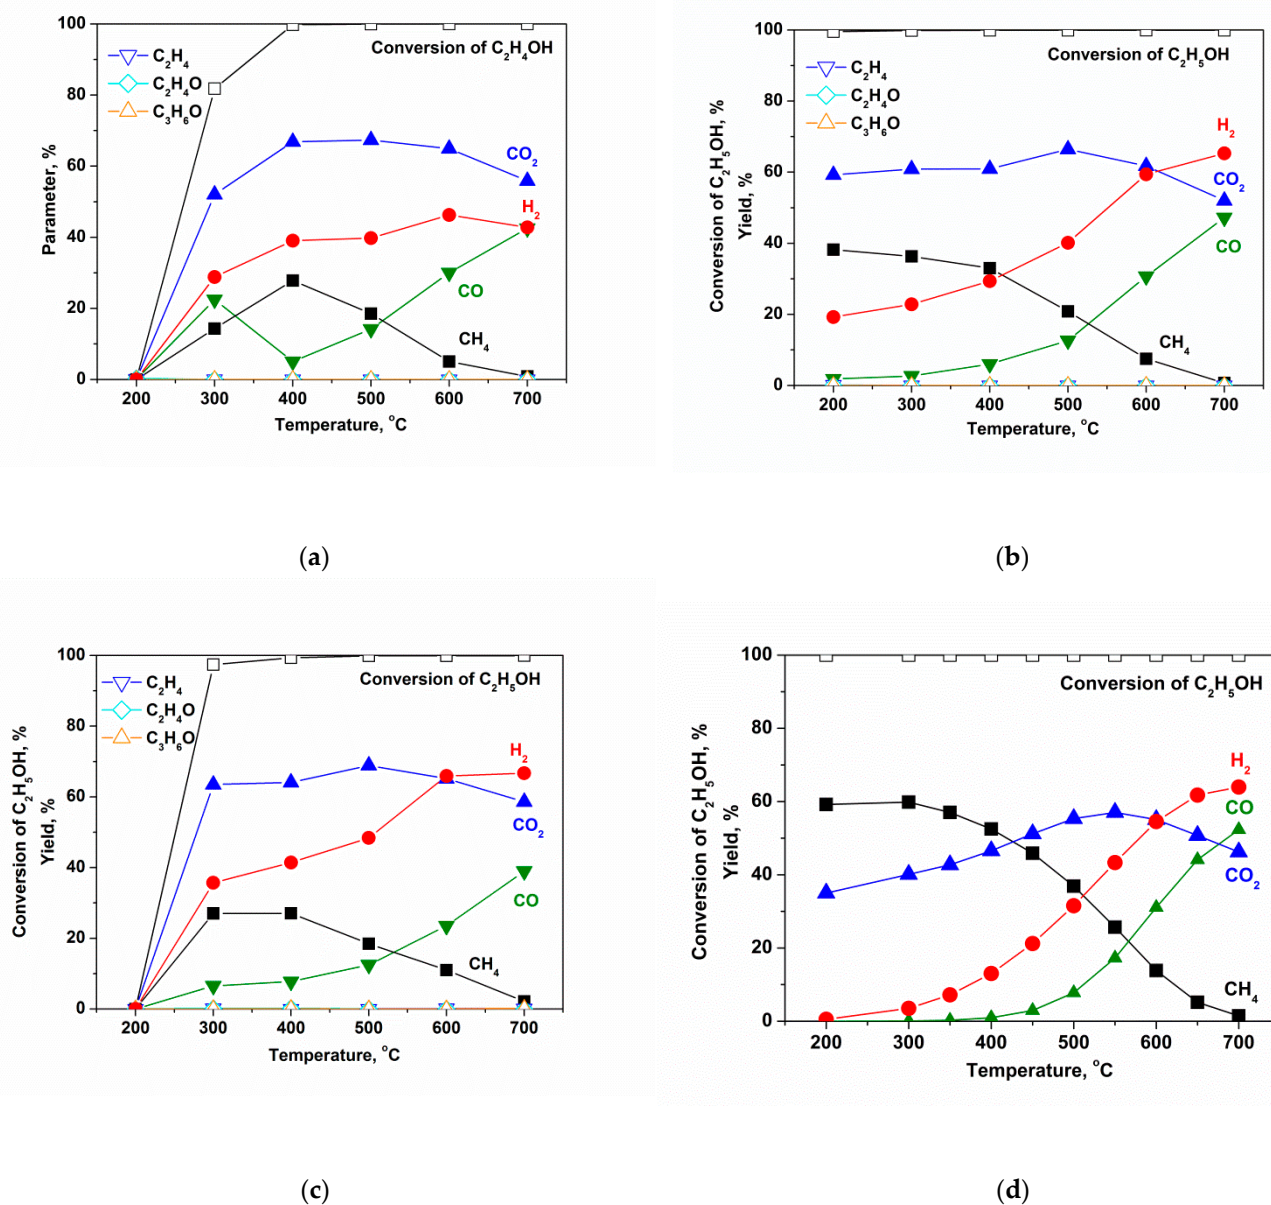 100
80
60
40
20
0
Parameter, %
C₂H₄
C₂H₄O
C₃H₆O
Conversion of C₂H₄OH
CO₂
H₂
CO
CH₄
200 300 400 500 600 700
Temperature, °C
(a)
100
80
60
40
20
0
Conversion of C₂H₅OH, %
Yield, %
C₂H₄
C₂H₄O
C₃H₆O
Conversion of C₂H₅OH
H₂
CO₂
CO
CH₄
200 300 400 500 600 700
Temperature, °C
(b)
100
80
60
40
20
0
Conversion of C₂H₅OH, %
Yield, %
C₂H₄
C₂H₄O
C₃H₆O
Conversion of C₂H₅OH
H₂
CO₂
CO
CH₄
200 300 400 500 600 700
Temperature, °C
(c)
100
80
60
40
20
0
Conversion of C₂H₅OH, %
Yield, %
Conversion of C₂H₅OH
H₂
CO
CO₂
CH₄
200 300 400 500 600 700
Temperature, °C
(d)